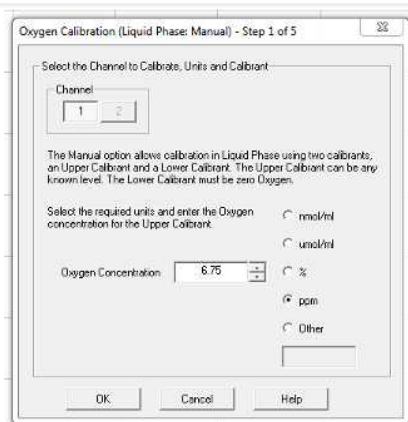 Oxygen Calibration (Liquid Phase: Manual) - Step 1 of 5
Select the Channel to Calibrate, Units and Calibrant
Channel
1 2
The Manual option allows calibration in Liquid Phase using two calibrants,
an Upper Calibrant and a Lower Calibrant. The Upper Calibrant can be any
known level. The Lower Calibrant must be zero Oxygen.
Select the required units and enter the Oxygen
concentration for the Upper Calibrant
nmol/ml
umol/ml
Oxygen Concentration 6.75 %
ppm
Other
OK Cancel Help